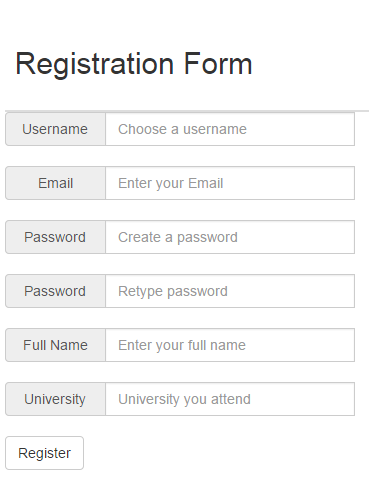 Registration Form
Username Choose a username
Email Enter your Email
Password Create a password
Password Retype password
Full Name Enter your full name
University University you attend
Register